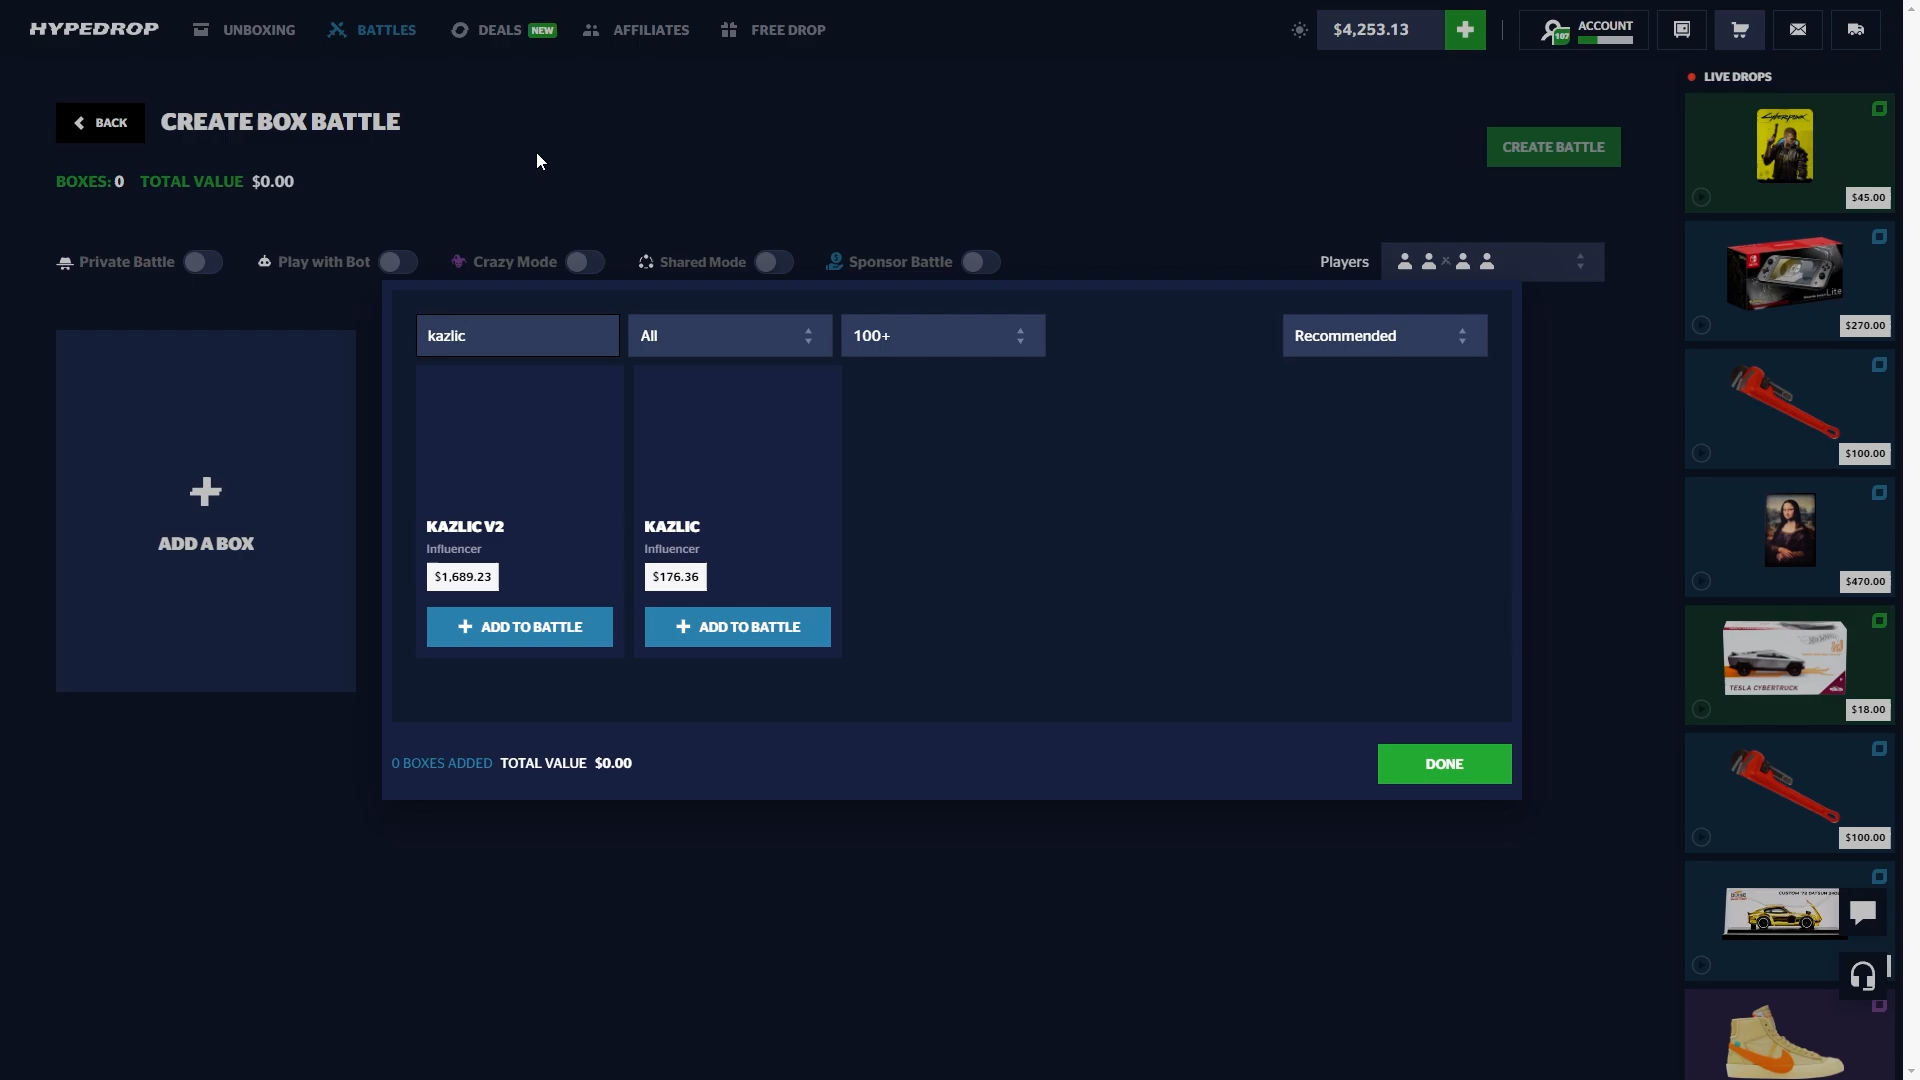 HYPEDROP
UNBOXING
BATTLES
DEALS NEW
AFFILIATES
FREE DROP
$4,253.13
107
ACCOUNT
BACK
CREATE BOX BATTLE
CREATE BATTLE
BOXES: 0 TOTAL VALUE $0.00
Private Battle
Play with Bot
Crazy Mode
Shared Mode
Sponsor Battle
Players
ADD A BOX
kazlic
All
100+
Recommended
KAZLIC V2
Influencer
$1,689.23
ADD TO BATTLE
KAZLIC
Influencer
$176.36
ADD TO BATTLE
0 BOXES ADDED TOTAL VALUE $0.00
DONE
LIVE DROPS
Cyberpunk
$45.00
Lite
$270.00
$100.00
$470.00
TESLA CYBERTRUCK
$18.00
$100.00